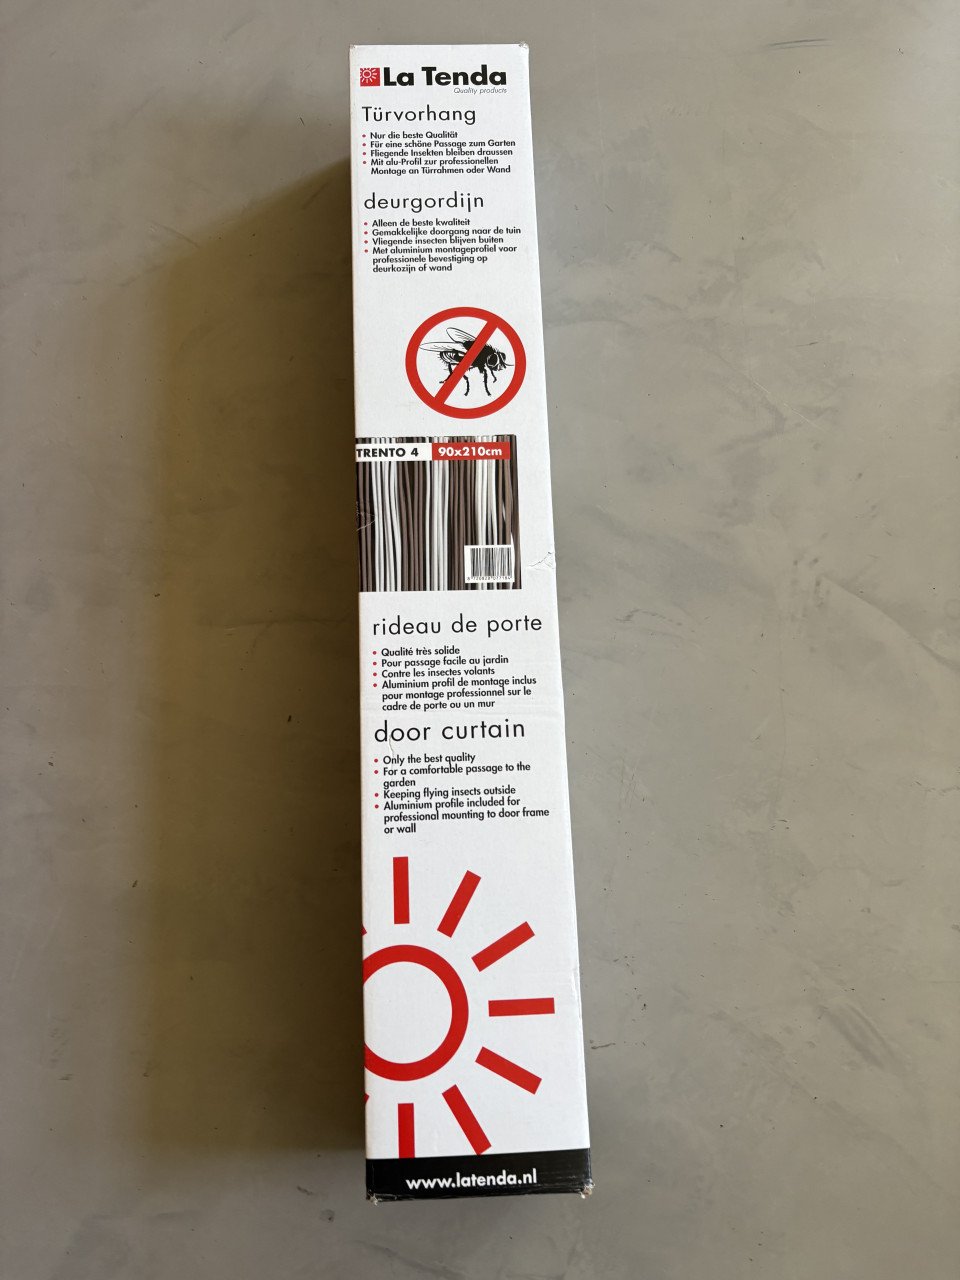 La Tenda
Quality products
Türvorhang
• Nur die beste Qualität
• Für eine schöne Passage zum Garten
• Fliegende Insekten bleiben draussen
• Mit alu-Profil zur professionellen
Montage an Türrahmen oder Wand
deurgordijn
• Alleen de beste kwaliteit
• Gemakkelijke doorgang naar de tuin
• Vliegende insecten blijven buiten
• Met aluminium montageprofiel voor
professionele bevestiging op
deurkozijn of wand
TRENTO 4 90x210cm
rideau de porte
• Qualité très solide
• Pour passage facile au jardin
• Contre les insectes volants
• Aluminium profil de montage inclus
pour montage professionnel sur le
cadre de porte ou un mur
door curtain
• Only the best quality
• For a comfortable passage to the
garden
• Keeping flying insects outside
• Aluminium profile included for
professional mounting to door frame
or wall
www.latenda.nl